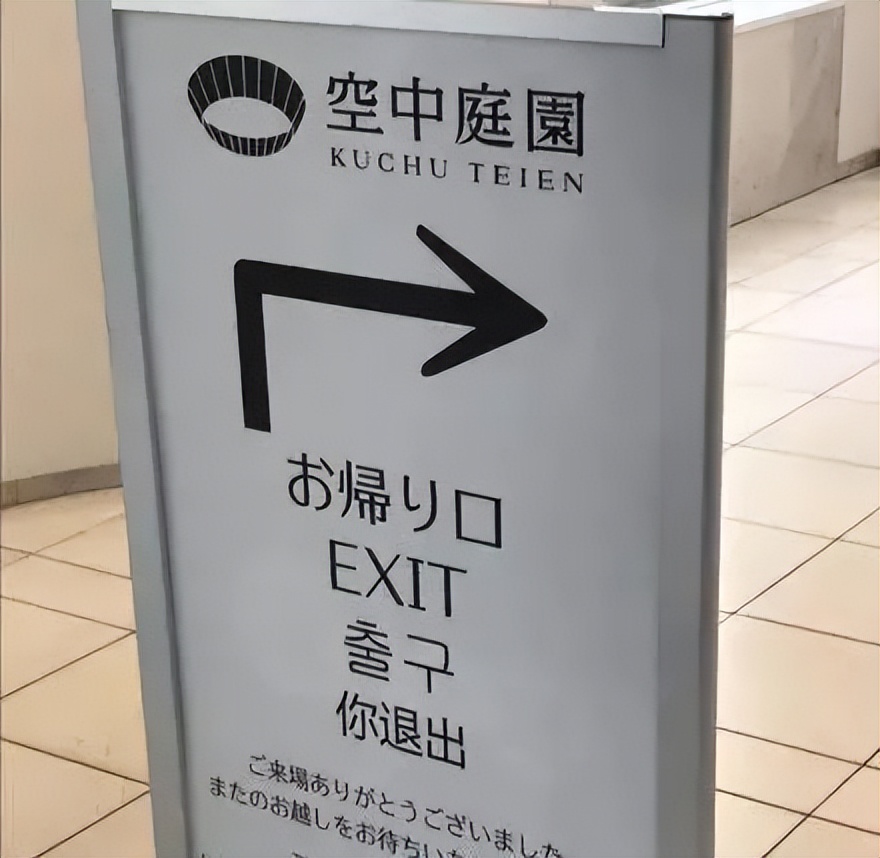 空中庭園
KUCHU TEIEN
お帰り口
EXIT
출구
你退出
ご来場ありがとうございました
またのお越しをお待ちいた